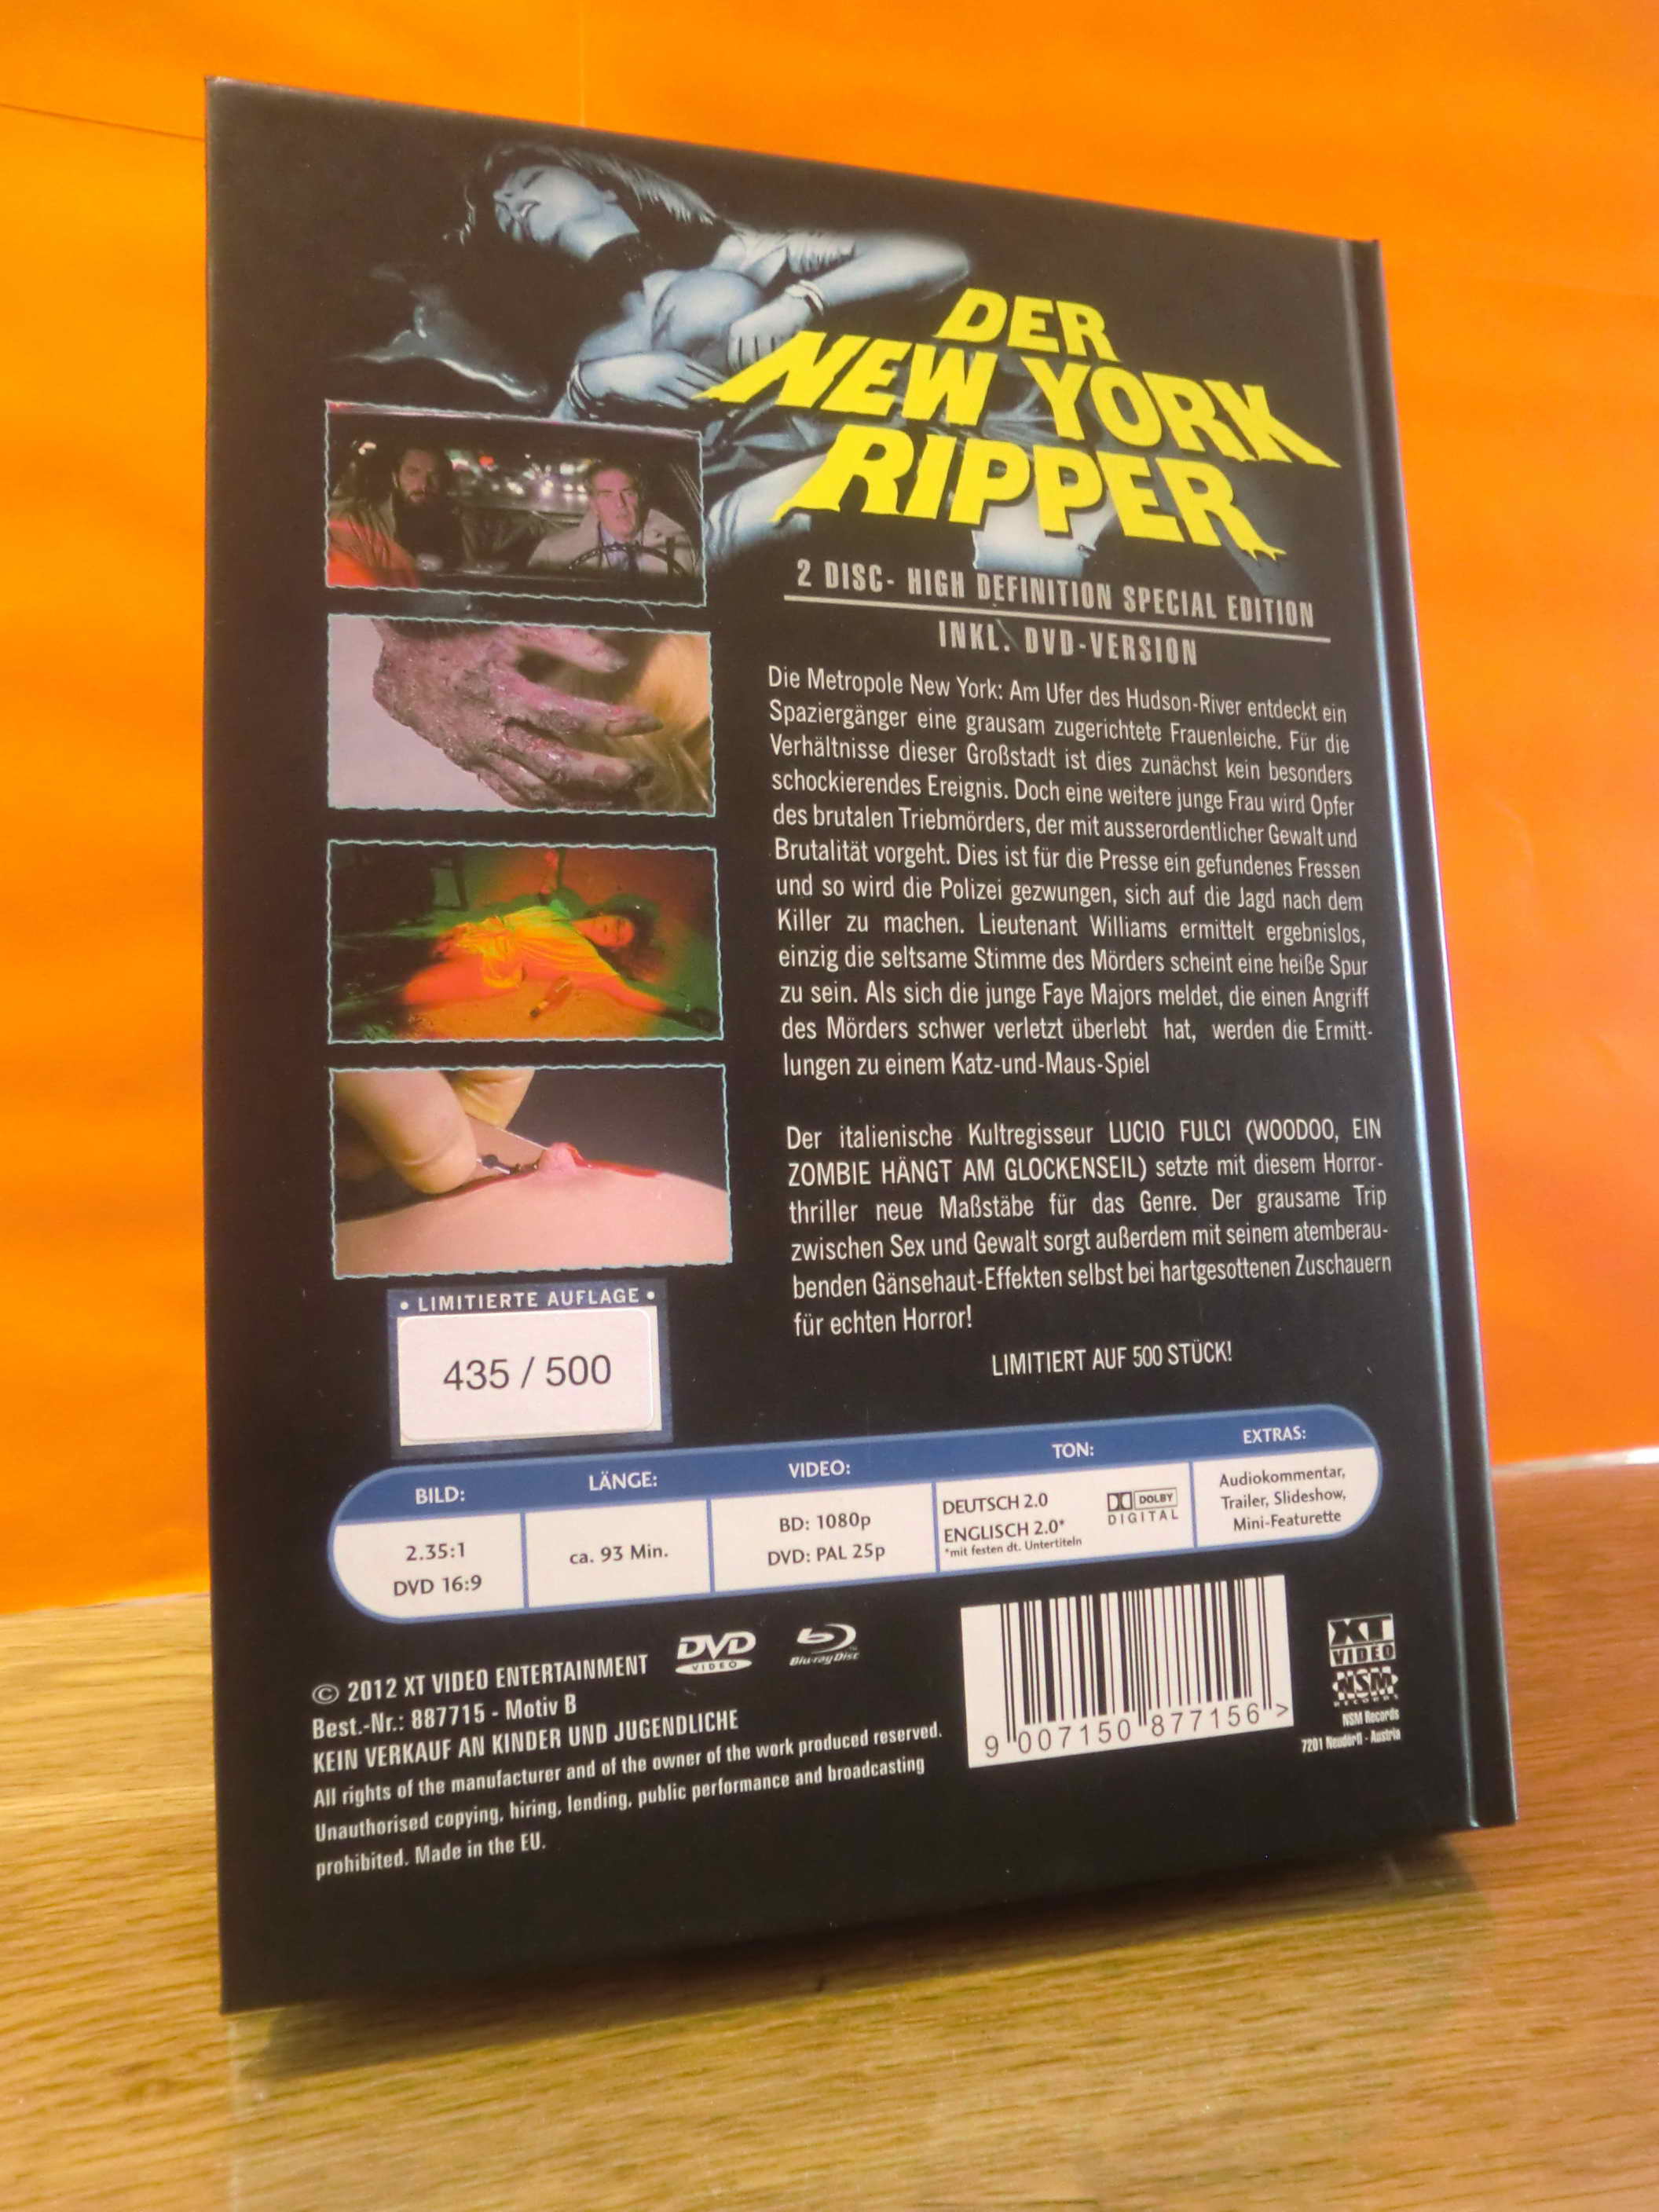 DER
NEW YORK
RIPPER
2 DISC- HIGH DEFINITION SPECIAL EDITION
INKL. DVD-VERSION
Die Metropole New York: Am Ufer des Hudson-River entdeckt ein
Spaziergänger eine grausam zugerichtete Frauenleiche. Für die
Verhältnisse dieser Großstadt ist dies zunächst kein besonders
schockierendes Ereignis. Doch eine weitere junge Frau wird Opfer
des brutalen Triebmörders, der mit ausserordentlicher Gewalt und
Brutalität vorgeht. Dies ist für die Presse ein gefundenes Fressen
und so wird die Polizei gezwungen, sich auf die Jagd nach dem
Killer zu machen. Lieutenant Williams ermittelt ergebnislos,
einzig die seltsame Stimme des Mörders scheint eine heiße Spur
zu sein. Als sich die junge Faye Majors meldet, die einen Angriff
des Mörders schwer verletzt überlebt hat, werden die Ermitt-
lungen zu einem Katz-und-Maus-Spiel
Der italienische Kultregisseur LUCIO FULCI (WOODOO, EIN
ZOMBIE HÄNGT AM GLOCKENSEIL) setzte mit diesem Horror-
thriller neue Maßstäbe für das Genre. Der grausame Trip
zwischen Sex und Gewalt sorgt außerdem mit seinem atemberau-
benden Gänsehaut-Effekten selbst bei hartgesottenen Zuschauern
für echten Horror!
LIMITIERT AUF 500 STÜCK!
• LIMITIERTE AUFLAGE •
435 / 500
BILD:
2.35:1
DVD 16:9
LÄNGE:
ca. 93 Min.
VIDEO:
BD: 1080p
DVD: PAL 25p
TON:
DEUTSCH 2.0
ENGLISCH 2.0*
*mit festen dt. Untertiteln
DOLBY
DIGITAL
EXTRAS:
Audiokommentar,
Trailer, Slideshow,
Mini-Featurette
DVD
VIDEO
Blu-ray Disc
© 2012 XT VIDEO ENTERTAINMENT
Best.-Nr.: 887715 - Motiv B
KEIN VERKAUF AN KINDER UND JUGENDLICHE
All rights of the manufacturer and of the owner of the work produced reserved.
Unauthorised copying, hiring, lending, public performance and broadcasting
prohibited. Made in the EU.
9 007150 877156 >
XT
VIDEO
NSM
RECORDS
NSM Records
7201 Neudörfl - Austria